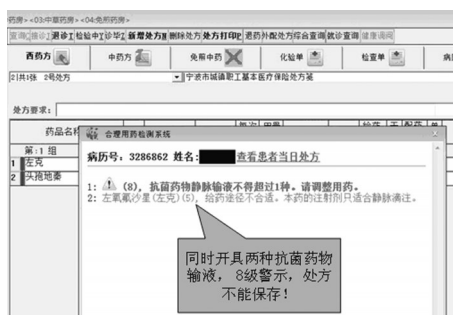 药房> <03:中草药房> <04:免煎药房>
退诊I 检验中Y 诊毕Z 新增处方N 删除处方 处方打印P 退药 外配处方 综合查询 就诊查询 健康调阅
西药方 中药方 免煎中药 化验单 检查单 病
2|共1张 2号处方 宁波市城镇职工基本医疗保险处方笺
处方要求:
药品名称
第:1 组
1 左克
2 头孢地秦
合理用药检测系统
病历号: 3286862 姓名: 查看患者当日处方
1: (8), 抗菌药物静脉输液不得超过1种。请调整用药。
2: 左氧氟沙星(左克)(5), 给药途径不合适。本药的注射剂只适合静脉滴注。
同时开具两种抗菌药物
输液, 8级警示, 处方
不能保存!